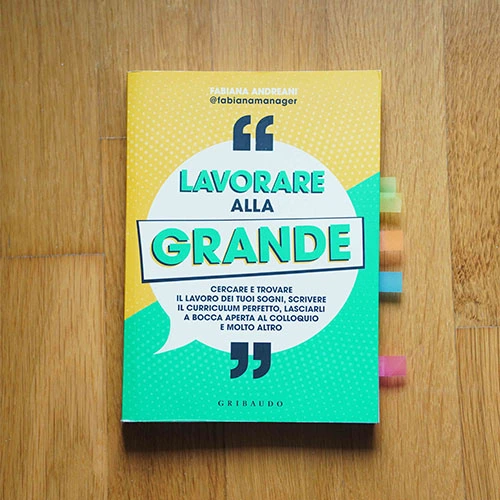 FABIANA ANDREANI
@fabianamanager
“
LAVORARE
ALLA
GRANDE
CERCARE E TROVARE
IL LAVORO DEI TUOI SOGNI, SCRIVERE
IL CURRICULUM PERFETTO, LASCIARLI
A BOCCA APERTA AL COLLOQUIO
E MOLTO ALTRO
”
GRIBAUDO